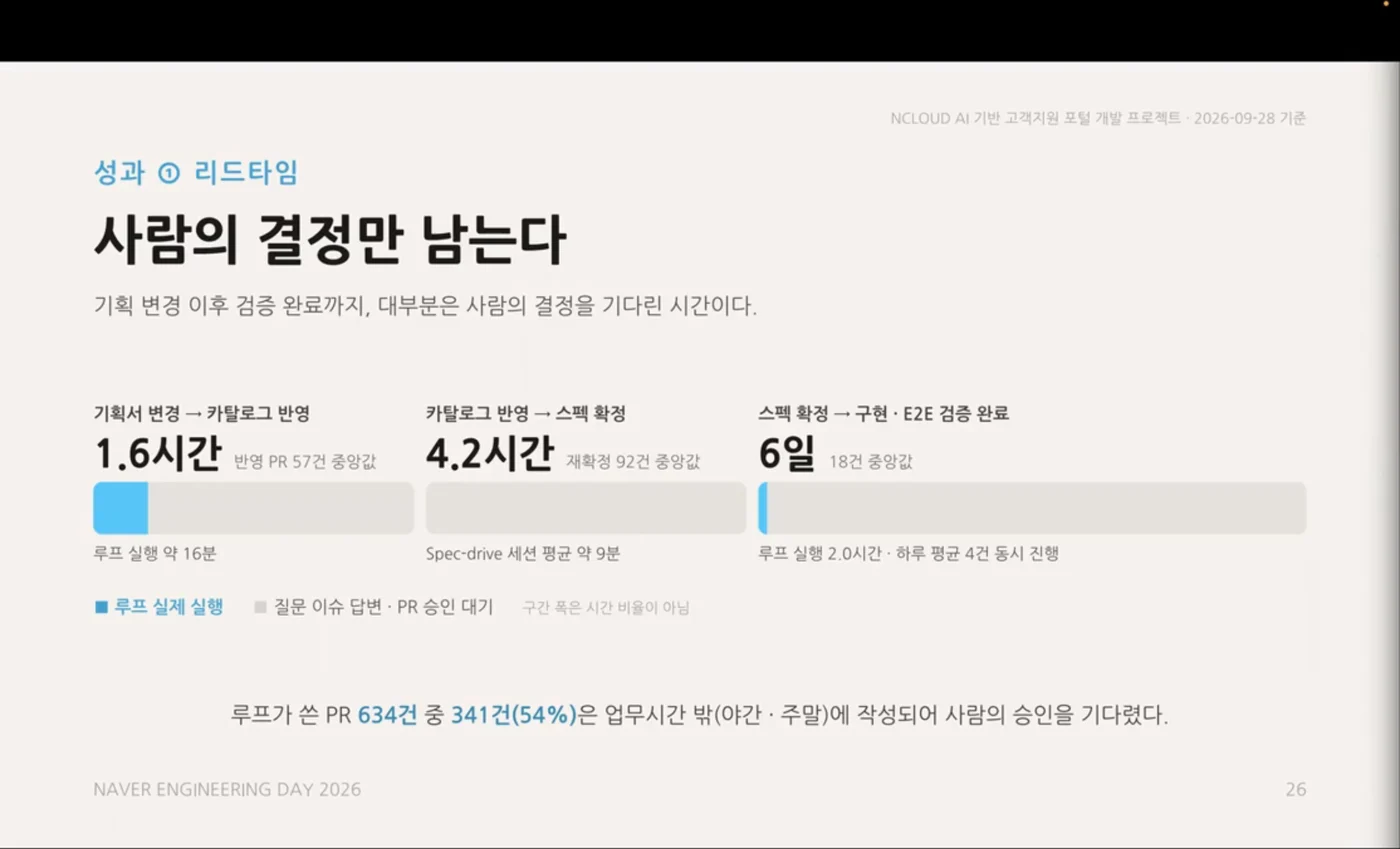 NCLOUD AI 기반 고객지원 포털 개발 프로젝트 · 2026-09-28 기준
성과 ① 리드타임
사람의 결정만 남는다
기획 변경 이후 검증 완료까지, 대부분은 사람의 결정을 기다린 시간이다.
기획서 변경 → 카탈로그 반영
1.6시간 반영 PR 57건 중앙값
루프 실행 약 16분
카탈로그 반영 → 스펙 확정
4.2시간 재확정 92건 중앙값
Spec-drive 세션 평균 약 9분
스펙 확정 → 구현 · E2E 검증 완료
6일 18건 중앙값
루프 실행 2.0시간 · 하루 평균 4건 동시 진행
루프 실제 실행 질문 이슈 답변 · PR 승인 대기 구간 폭은 시간 비율이 아님
루프가 쓴 PR 634건 중 341건(54%)은 업무시간 밖(야간 · 주말)에 작성되어 사람의 승인을 기다렸다.
NAVER ENGINEERING DAY 2026
26